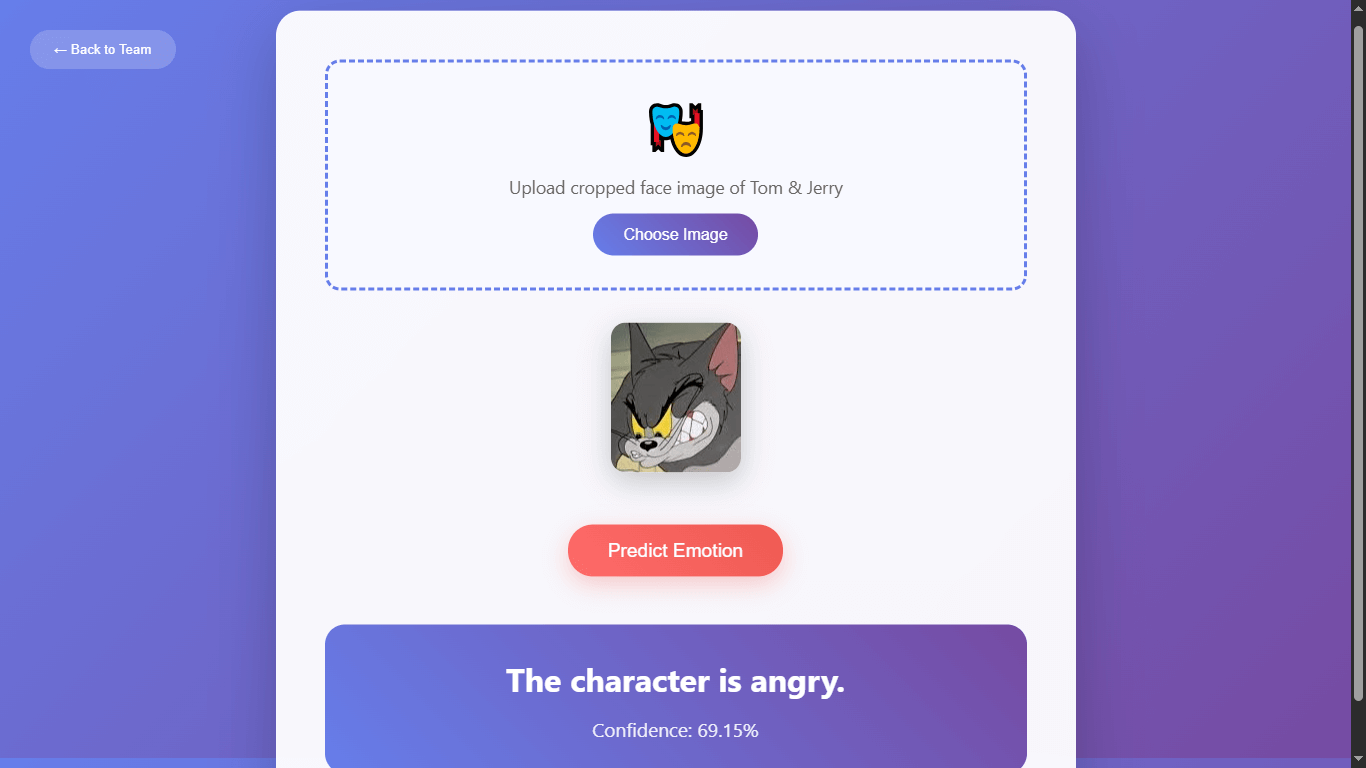 ← Back to Team
Upload cropped face image of Tom & Jerry
Choose Image
Predict Emotion
The character is angry.
Confidence: 69.15%